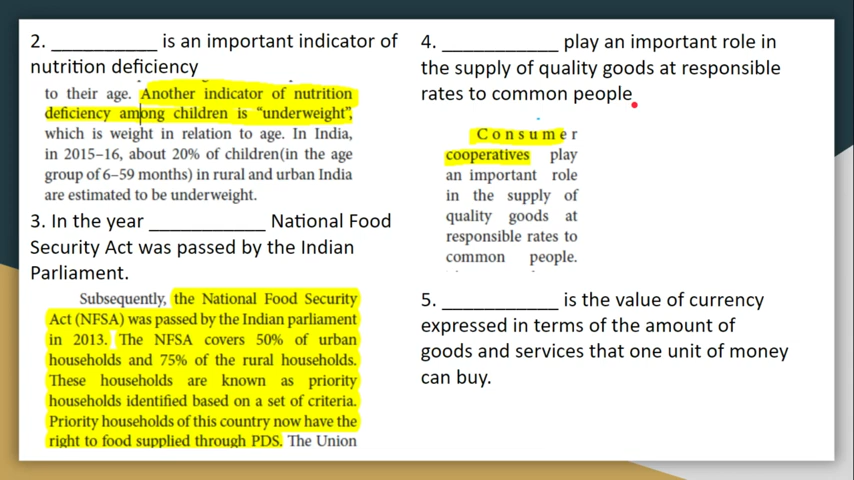 2. __________ is an important indicator of
nutrition deficiency
to their age. Another indicator of nutrition
deficiency among children is “underweight”,
which is weight in relation to age. In India,
in 2015–16, about 20% of children(in the age
group of 6–59 months) in rural and urban India
are estimated to be underweight.
3. In the year ___________ National Food
Security Act was passed by the Indian
Parliament.
Subsequently, the National Food Security
Act (NFSA) was passed by the Indian parliament
in 2013. The NFSA covers 50% of urban
households and 75% of the rural households.
These households are known as priority
households identified based on a set of criteria.
Priority households of this country now have the
right to food supplied through PDS. The Union
4. ___________ play an important role in
the supply of quality goods at responsible
rates to common people
Consumer
cooperatives play
an important role
in the supply of
quality goods at
responsible rates to
common people.
5. ___________ is the value of currency
expressed in terms of the amount of
goods and services that one unit of money
can buy.